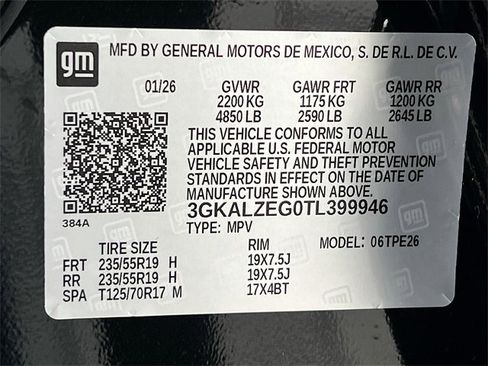 gm
MFD BY GENERAL MOTORS DE MEXICO, S. DE R.L. DE C.V.
01/26 GVWR GAWR FRT GAWR RR
2200 KG 1175 KG 1200 KG
4850 LB 2590 LB 2645 LB
THIS VEHICLE CONFORMS TO ALL
APPLICABLE U.S. FEDERAL MOTOR
VEHICLE SAFETY AND THEFT PREVENTION
STANDARDS IN EFFECT ON THE DATE OF
MANUFACTURE SHOWN ABOVE.
384A
3GKALZEG0TL399946
TYPE: MPV MODEL: 06TPE26
TIRE SIZE RIM
FRT 235/55R19 H 19X7.5J
RR 235/55R19 H 19X7.5J
SPA T125/70R17 M 17X4BT